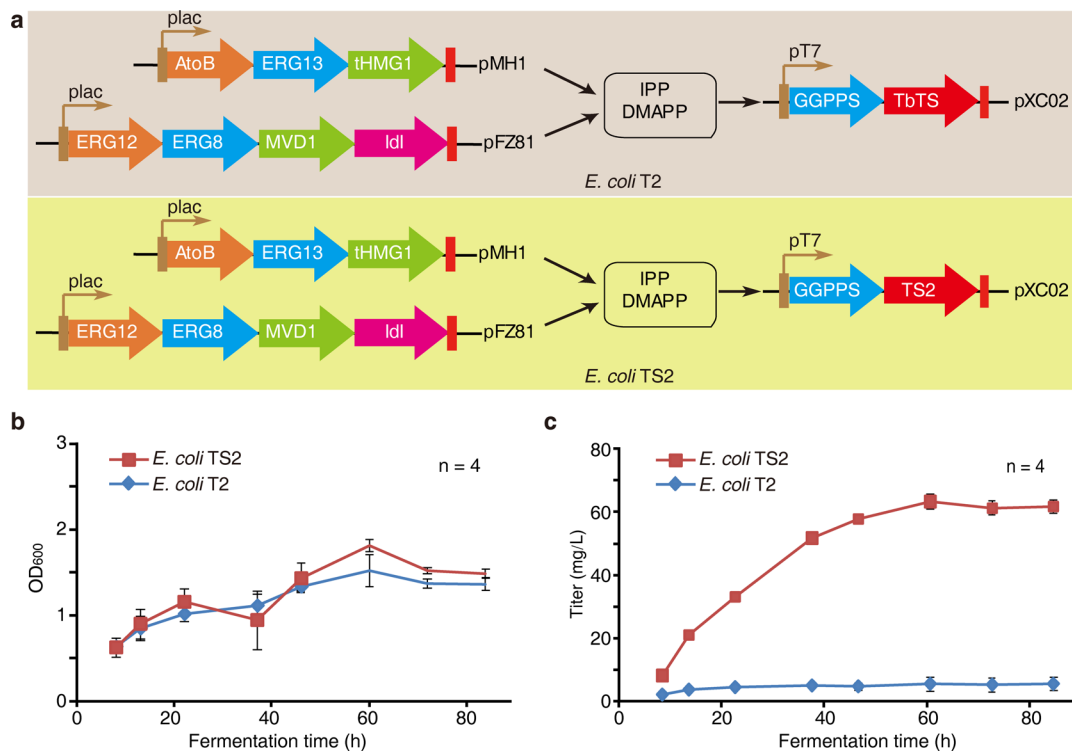 a
plac
AtoB ERG13 tHMG1 pMH1
plac
ERG12 ERG8 MVD1 Idl pFZ81
IPP
DMAPP
pT7
GGPPS TbTS pXC02
E. coli T2
plac
AtoB ERG13 tHMG1 pMH1
plac
ERG12 ERG8 MVD1 Idl pFZ81
IPP
DMAPP
pT7
GGPPS TS2 pXC02
E. coli TS2
b
E. coli TS2
E. coli T2
n = 4
OD600
3
2
1
0
0 20 40 60 80
Fermentation time (h)
c
E. coli TS2
E. coli T2
n = 4
Titer (mg/L)
80
60
40
20
0
0 20 40 60 80
Fermentation time (h)